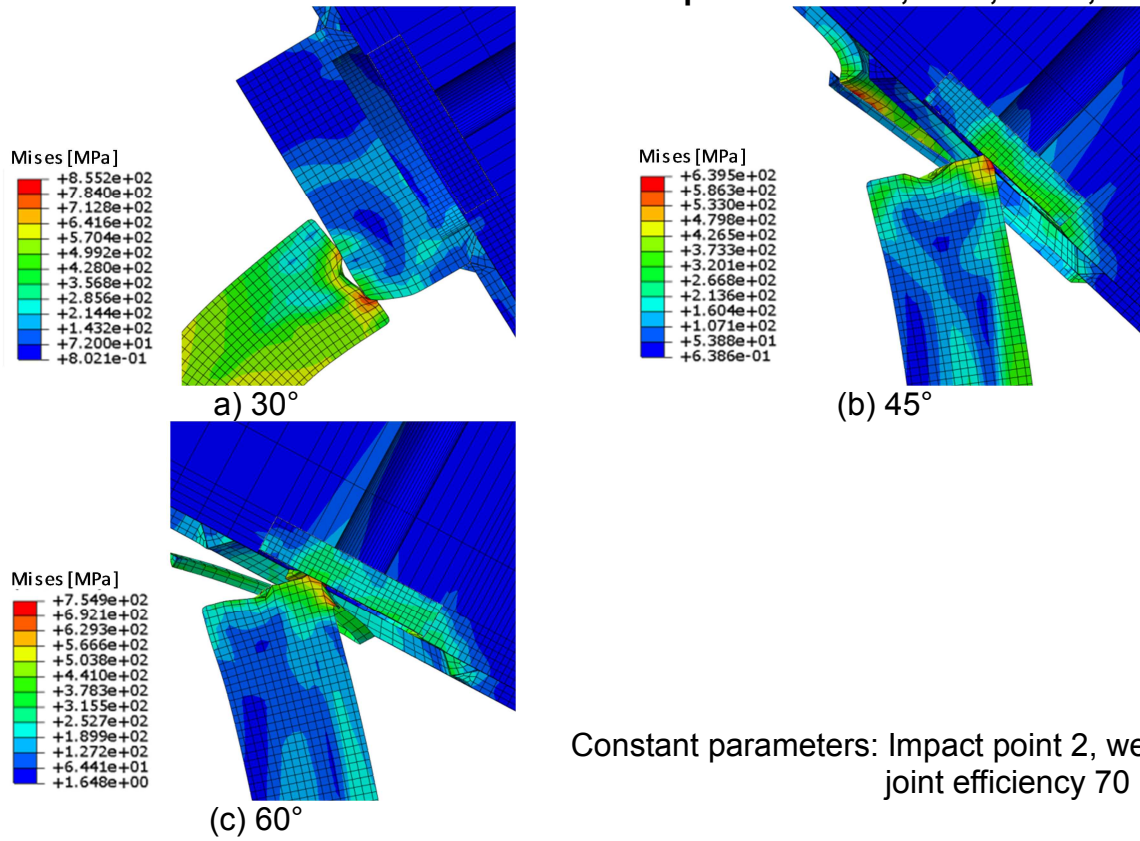 Mises [MPa]
+8.552e+02
+7.840e+02
+7.128e+02
+6.416e+02
+5.704e+02
+4.992e+02
+4.280e+02
+3.568e+02
+2.856e+02
+2.144e+02
+1.432e+02
+7.200e+01
+8.021e-01
a) 30°
Mises [MPa]
+6.395e+02
+5.863e+02
+5.330e+02
+4.798e+02
+4.265e+02
+3.733e+02
+3.201e+02
+2.668e+02
+2.136e+02
+1.604e+02
+1.071e+02
+5.388e+01
+6.386e-01
(b) 45°
Mises [MPa]
+7.549e+02
+6.921e+02
+6.293e+02
+5.666e+02
+5.038e+02
+4.410e+02
+3.783e+02
+3.155e+02
+2.527e+02
+1.899e+02
+1.272e+02
+6.441e+01
+1.648e+00
(c) 60°
Constant parameters: Impact point 2, we
joint efficiency 70